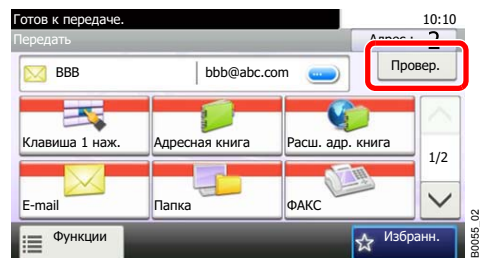 Готов к передаче. 10:10
Передать Адрес.: 2
BBB bbb@abc.com ...
Провер.
Клавиша 1 наж. Адресная книга Расш. адр. книга
1/2
E-mail Папка ФАКС
Функции Избранн.
B0055_02